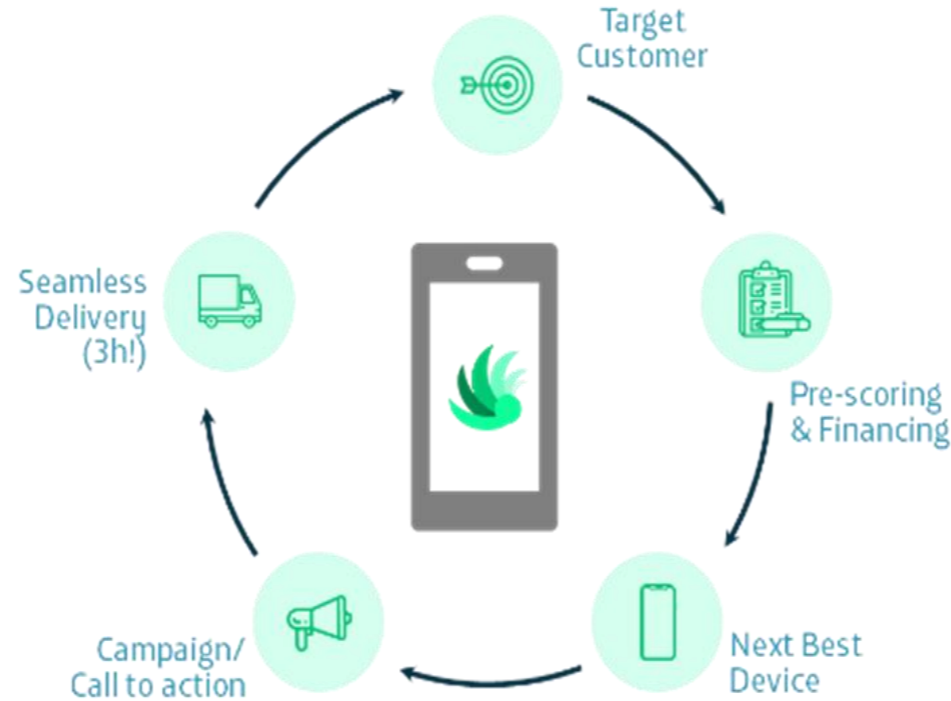 Target
Customer
Pre-scoring
& Financing
Next Best
Device
Campaign/
Call to action
Seamless
Delivery
(3h!)